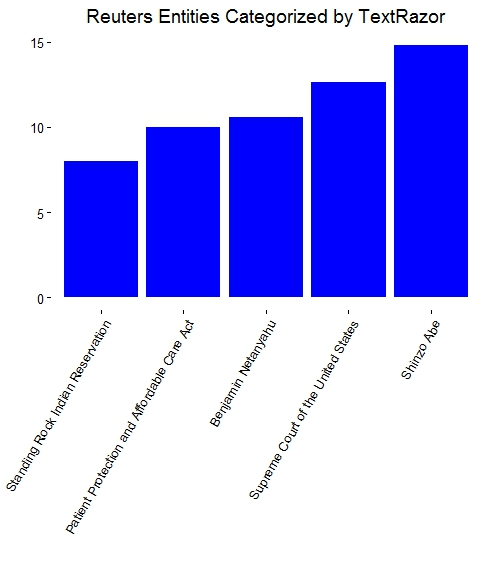 Reuters Entities Categorized by TextRazor
15
10
5
0
Standing Rock Indian Reservation
Patient Protection and Affordable Care Act
Benjamin Netanyahu
Supreme Court of the United States
Shinzo Abe